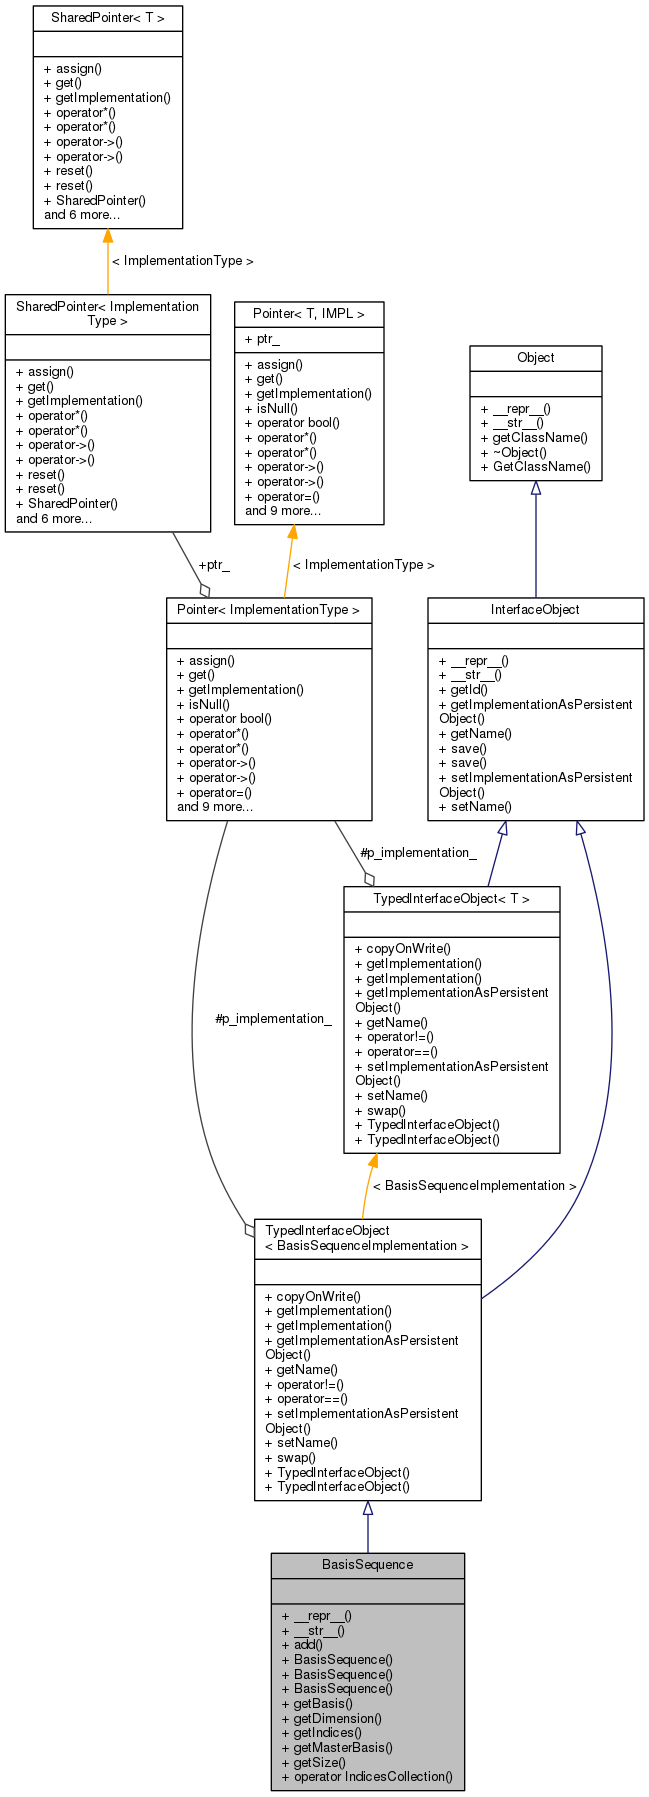 SharedPointer< T >
+ assign()
+ get()
+ getImplementation()
+ operator*()
+ operator*()
+ operator->()
+ operator->()
+ reset()
+ reset()
+ SharedPointer()
and 6 more...
< ImplementationType >
SharedPointer< Implementation
Type >
+ assign()
+ get()
+ getImplementation()
+ operator*()
+ operator*()
+ operator->()
+ operator->()
+ reset()
+ reset()
+ SharedPointer()
and 6 more...
Pointer< T, IMPL >
+ ptr_
+ assign()
+ get()
+ getImplementation()
+ isNull()
+ operator bool()
+ operator*()
+ operator*()
+ operator->()
+ operator->()
+ operator=()
and 9 more...
Object
+ __repr__()
+ __str__()
+ getClassName()
+ ~Object()
+ GetClassName()
+ptr_
< ImplementationType >
Pointer< ImplementationType >
+ assign()
+ get()
+ getImplementation()
+ isNull()
+ operator bool()
+ operator*()
+ operator*()
+ operator->()
+ operator->()
+ operator=()
and 9 more...
InterfaceObject
+ __repr__()
+ __str__()
+ getId()
+ getImplementationAsPersistent
Object()
+ getName()
+ save()
+ save()
+ setImplementationAsPersistent
Object()
+ setName()
#p_implementation_
TypedInterfaceObject< T >
+ copyOnWrite()
+ getImplementation()
+ getImplementation()
+ getImplementationAsPersistent
Object()
+ getName()
+ operator!=()
+ operator==()
+ setImplementationAsPersistent
Object()
+ setName()
+ swap()
+ TypedInterfaceObject()
+ TypedInterfaceObject()
#p_implementation_
< BasisSequenceImplementation >
TypedInterfaceObject
< BasisSequenceImplementation >
+ copyOnWrite()
+ getImplementation()
+ getImplementation()
+ getImplementationAsPersistent
Object()
+ getName()
+ operator!=()
+ operator==()
+ setImplementationAsPersistent
Object()
+ setName()
+ swap()
+ TypedInterfaceObject()
+ TypedInterfaceObject()
BasisSequence
+ __repr__()
+ __str__()
+ add()
+ BasisSequence()
+ BasisSequence()
+ BasisSequence()
+ getBasis()
+ getDimension()
+ getIndices()
+ getMasterBasis()
+ getSize()
+ operator IndicesCollection()